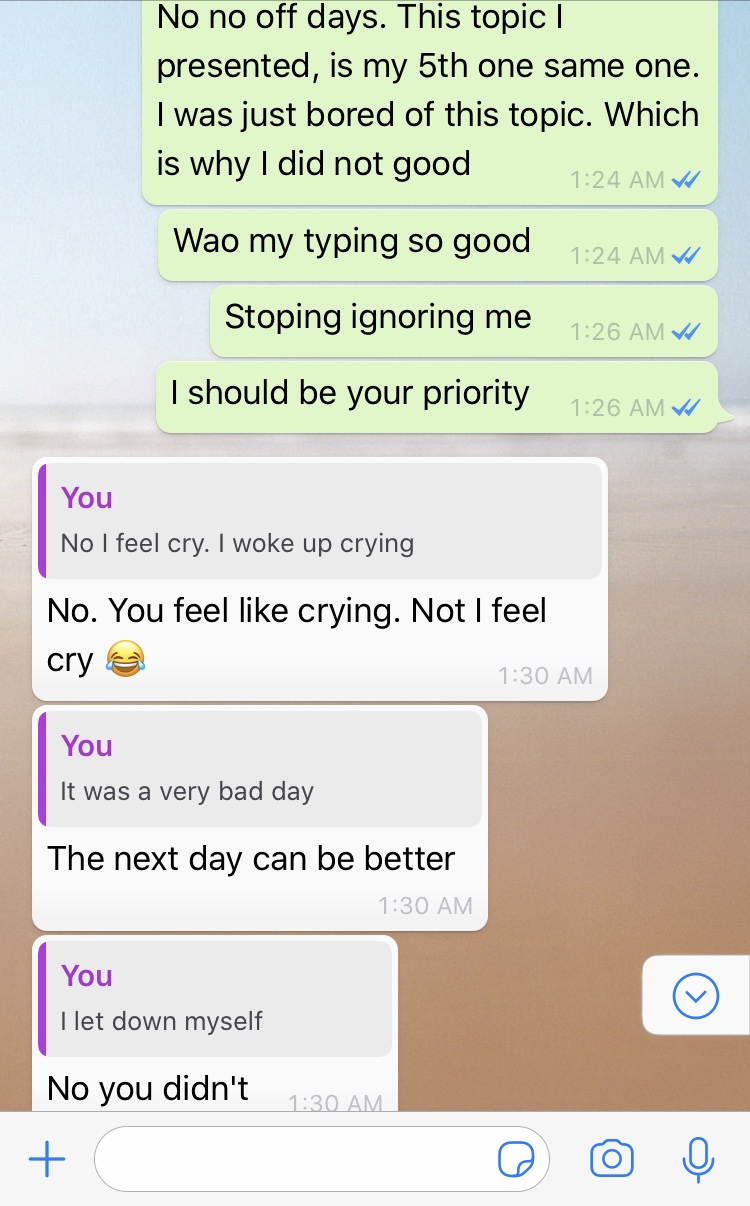 No no off days. This topic I
presented, is my 5th one same one.
I was just bored of this topic. Which
is why I did not good
1:24 AM
Wao my typing so good
1:24 AM
Stoping ignoring me
1:26 AM
I should be your priority
1:26 AM
You
No I feel cry. I woke up crying
No. You feel like crying. Not I feel
cry 😂
1:30 AM
You
It was a very bad day
The next day can be better
1:30 AM
You
I let down myself
No you didn't
1:30 AM